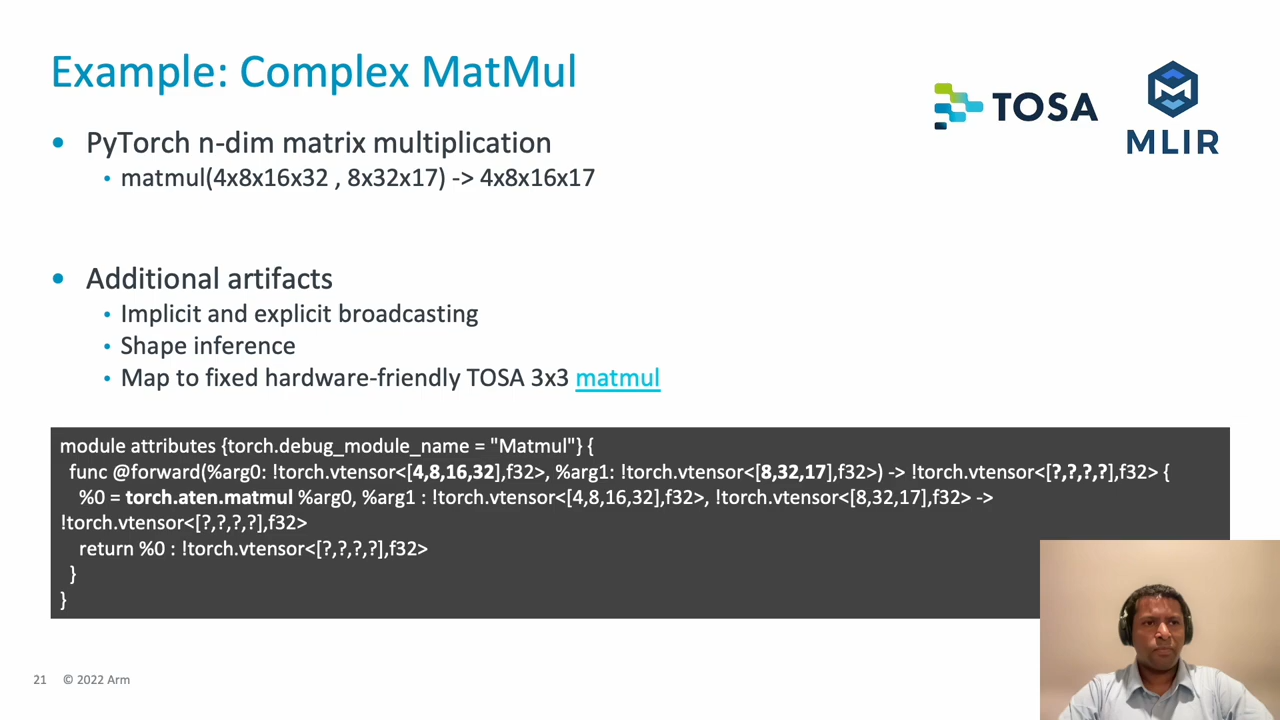 Example: Complex MatMul
TOSA
MLIR
• PyTorch n-dim matrix multiplication
• matmul(4x8x16x32 , 8x32x17) -> 4x8x16x17
• Additional artifacts
• Implicit and explicit broadcasting
• Shape inference
• Map to fixed hardware-friendly TOSA 3x3 matmul
module attributes {torch.debug_module_name = "Matmul"} {
func @forward(%arg0: !torch.vtensor<[4,8,16,32],f32>, %arg1: !torch.vtensor<[8,32,17],f32>) -> !torch.vtensor<[?,?,?,?],f32> {
%0 = torch.aten.matmul %arg0, %arg1 : !torch.vtensor<[4,8,16,32],f32>, !torch.vtensor<[8,32,17],f32> ->
!torch.vtensor<[?,?,?,?],f32>
return %0 : !torch.vtensor<[?,?,?,?],f32>
}
}
21 © 2022 Arm